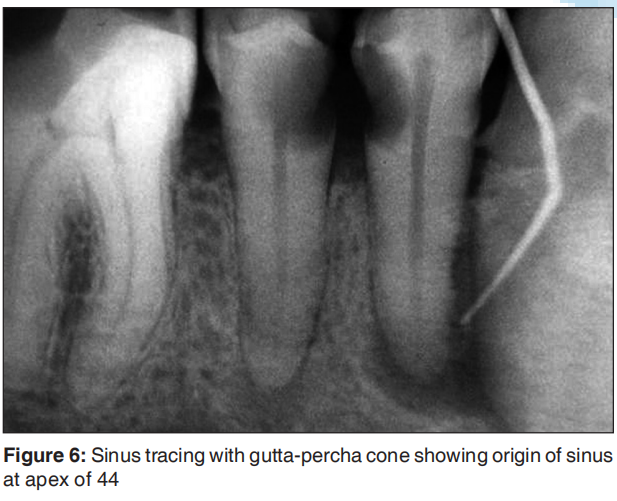 Figure 6: Sinus tracing with gutta-percha cone showing origin of sinus
at apex of 44